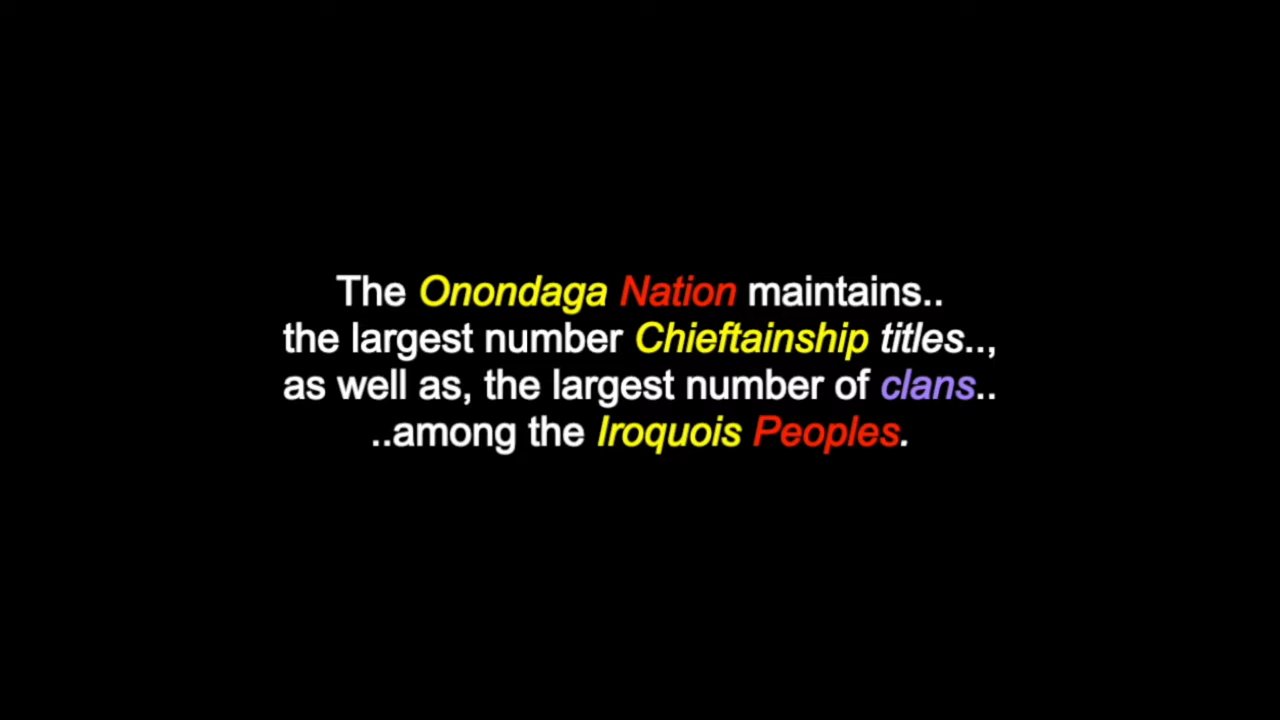 The Onondaga Nation maintains..
the largest number Chieftainship titles..,
as well as, the largest number of clans..
..among the Iroquois Peoples.